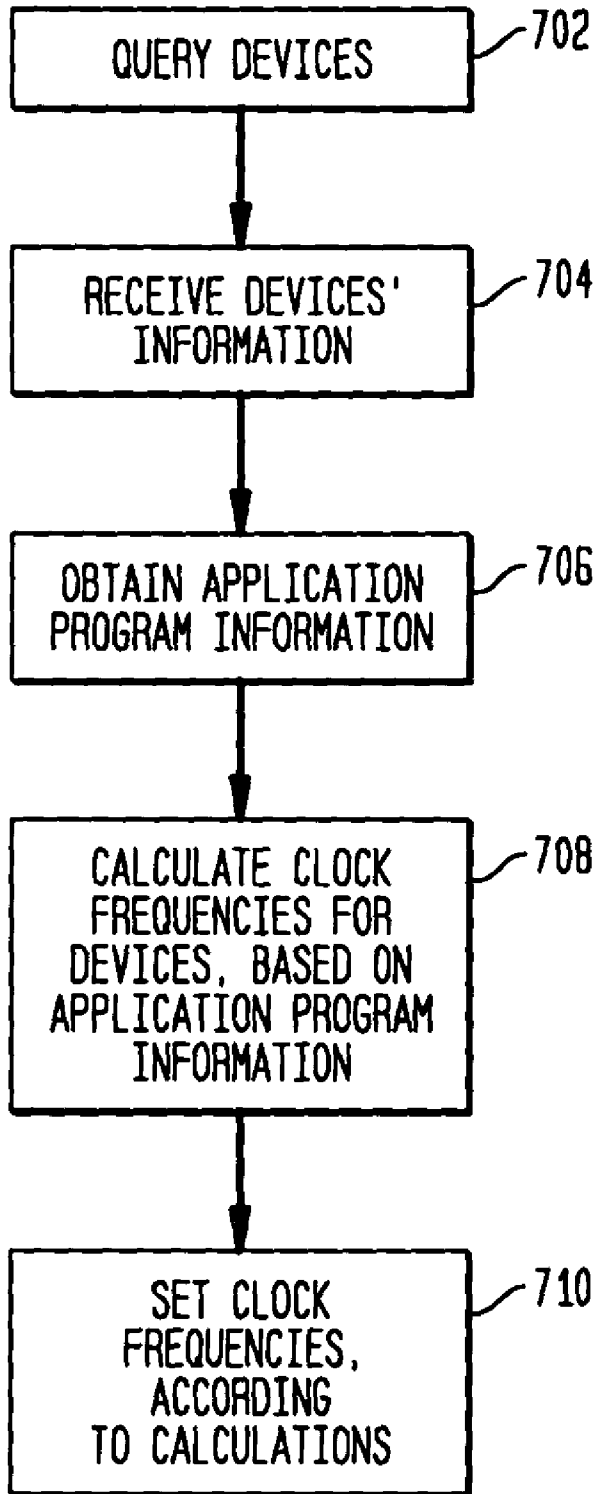 QUERY DEVICES
702
RECEIVE DEVICES'
INFORMATION
704
OBTAIN APPLICATION
PROGRAM INFORMATION
706
CALCULATE CLOCK
FREQUENCIES FOR
DEVICES, BASED ON
APPLICATION PROGRAM
INFORMATION
708
SET CLOCK
FREQUENCIES,
ACCORDING
TO CALCULATIONS
710